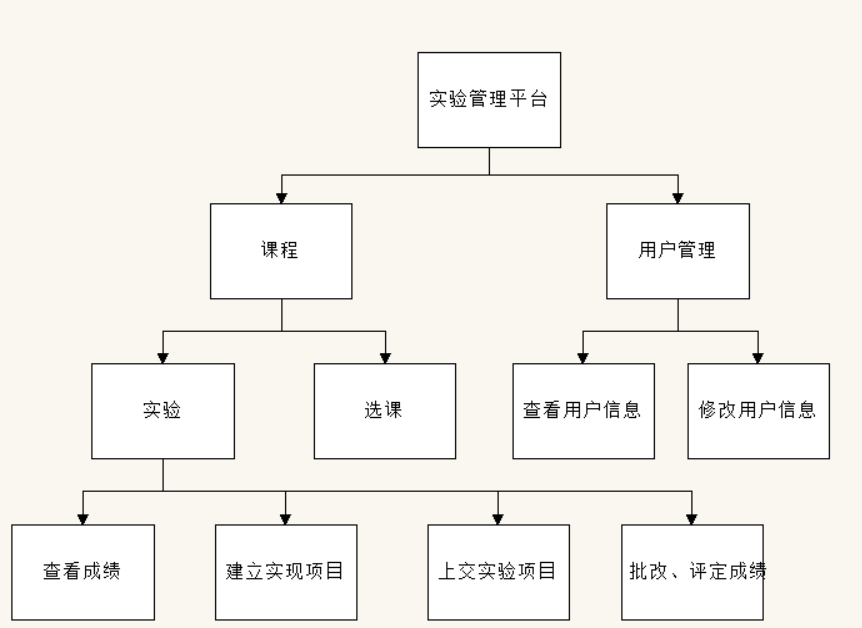 实验管理平台
课程
用户管理
实验
选课
查看用户信息
修改用户信息
查看成绩
建立实现项目
上交实验项目
批改、评定成绩